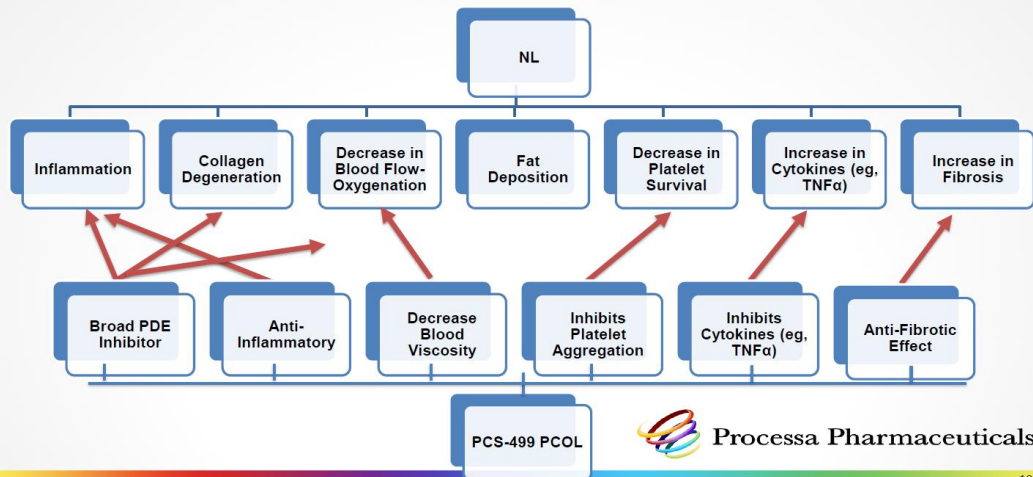 NL
Inflammation
Collagen
Degeneration
Decrease in
Blood Flow-
Oxygenation
Fat
Deposition
Decrease in
Platelet
Survival
Increase in
Cytokines (eg,
TNFα)
Increase in
Fibrosis
Broad PDE
Inhibitor
Anti-
Inflammatory
Decrease
Blood
Viscosity
Inhibits
Platelet
Aggregation
Inhibits
Cytokines (eg,
TNFα)
Anti-Fibrotic
Effect
PCS-499 PCOL
Processa Pharmaceuticals